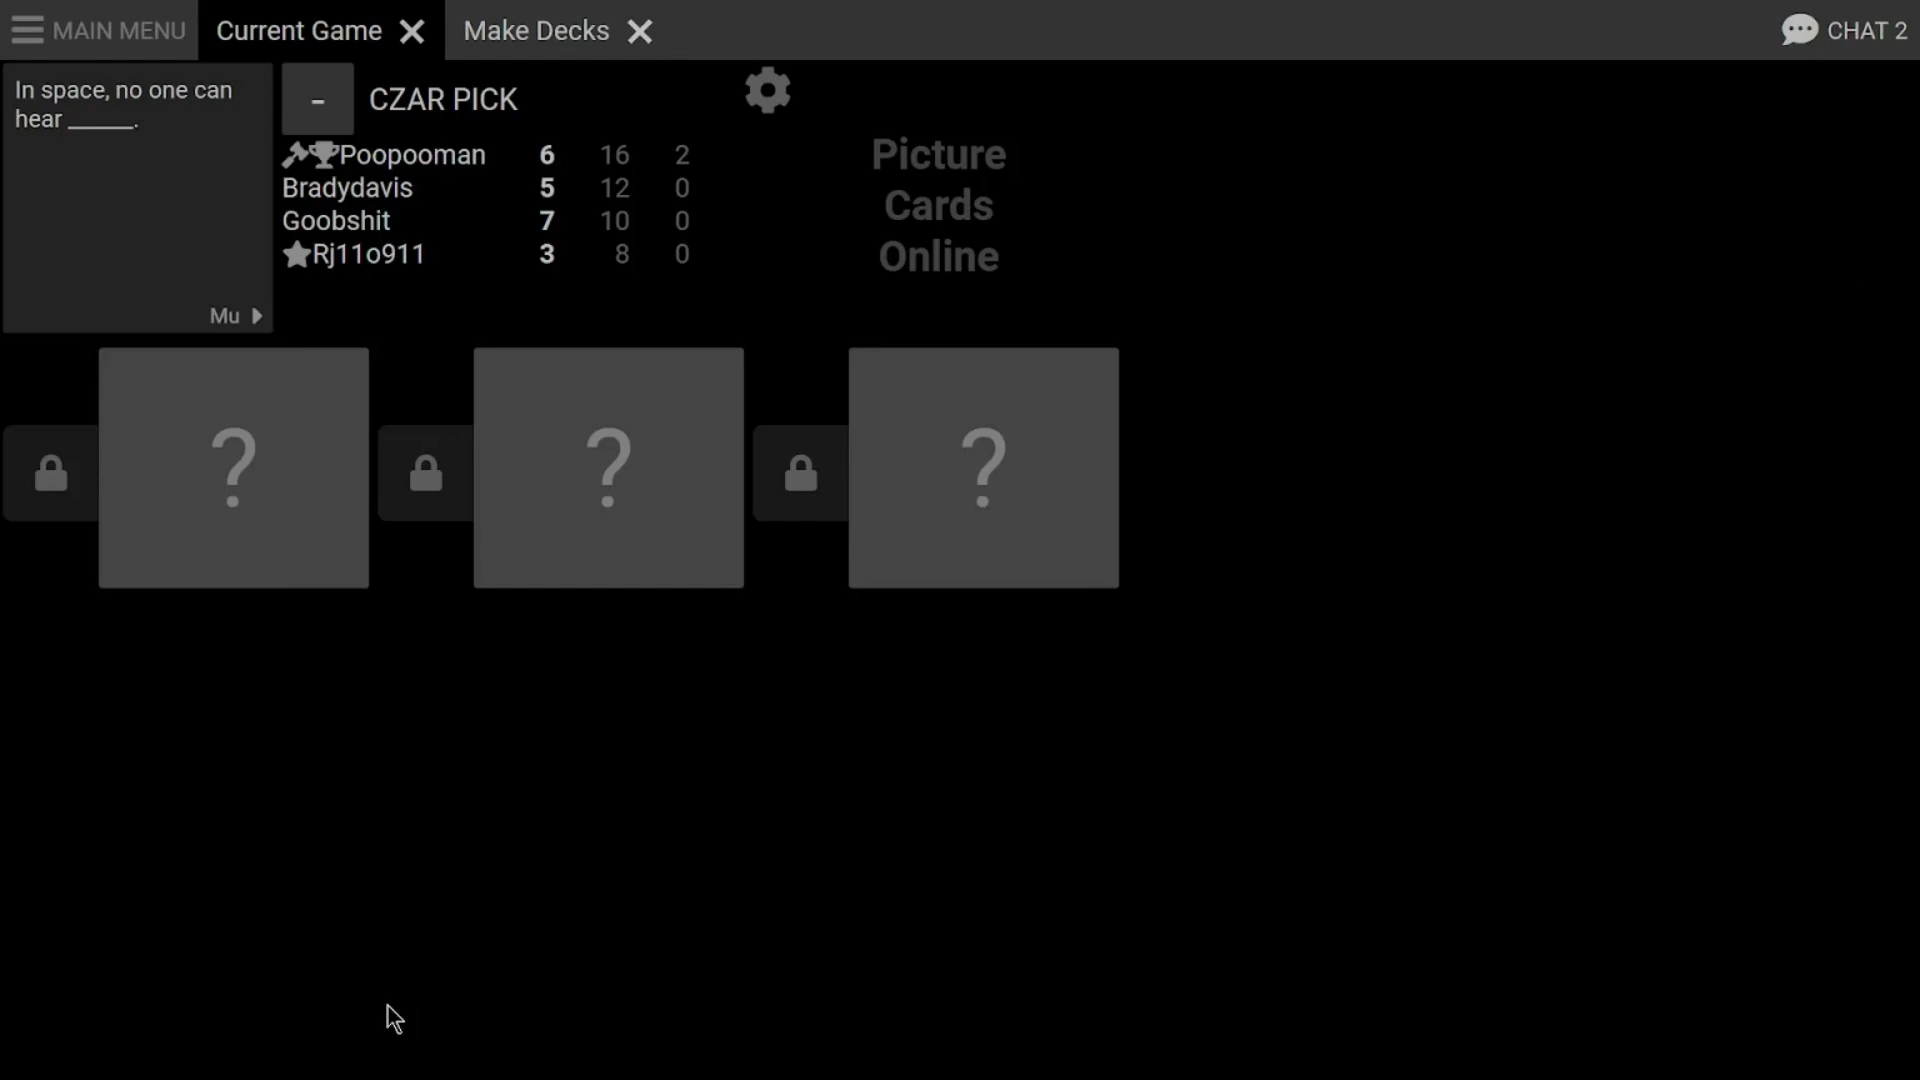 MAIN MENU
Current Game
Make Decks
CHAT 2
In space, no one can
hear _____.
Mu
-
CZAR PICK
Poopooman 6 16 2
Bradydavis 5 12 0
Goobshit 7 10 0
Rj11o911 3 8 0
Picture
Cards
Online
? ? ?